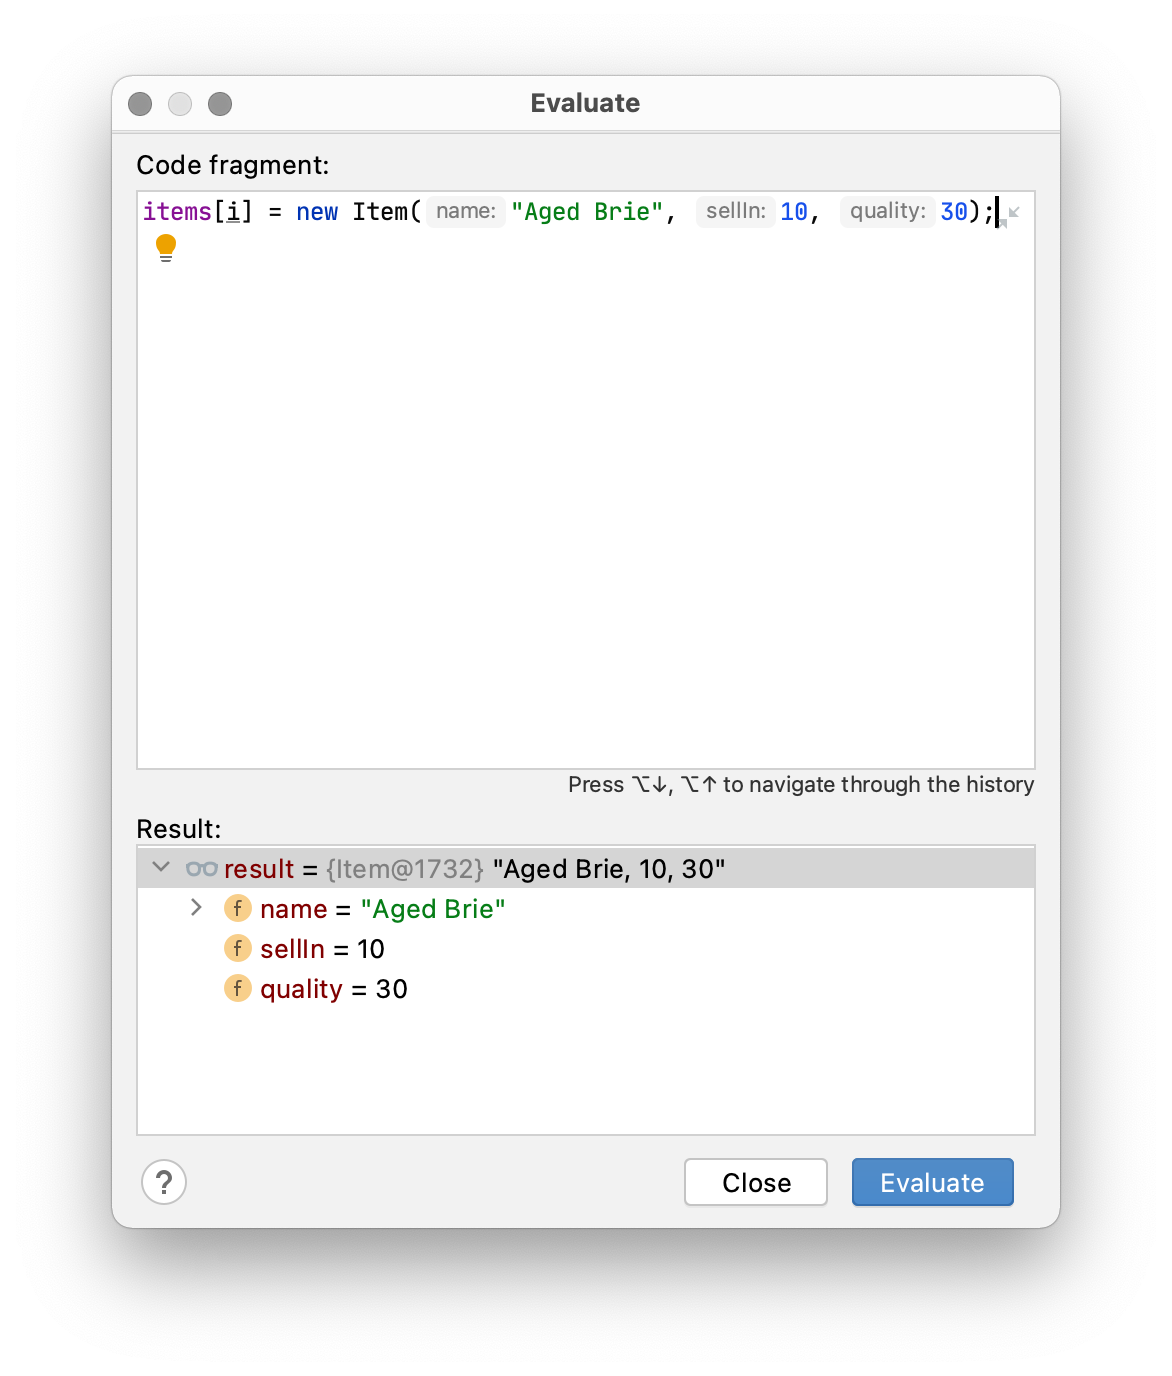 Evaluate
Code fragment:
items[i] = new Item( name: "Aged Brie", sellIn: 10, quality: 30);
Press ⌥↓, ⌥↑ to navigate through the history
Result:
result = {Item@1732} "Aged Brie, 10, 30"
f name = "Aged Brie"
f sellIn = 10
f quality = 30
? Close Evaluate